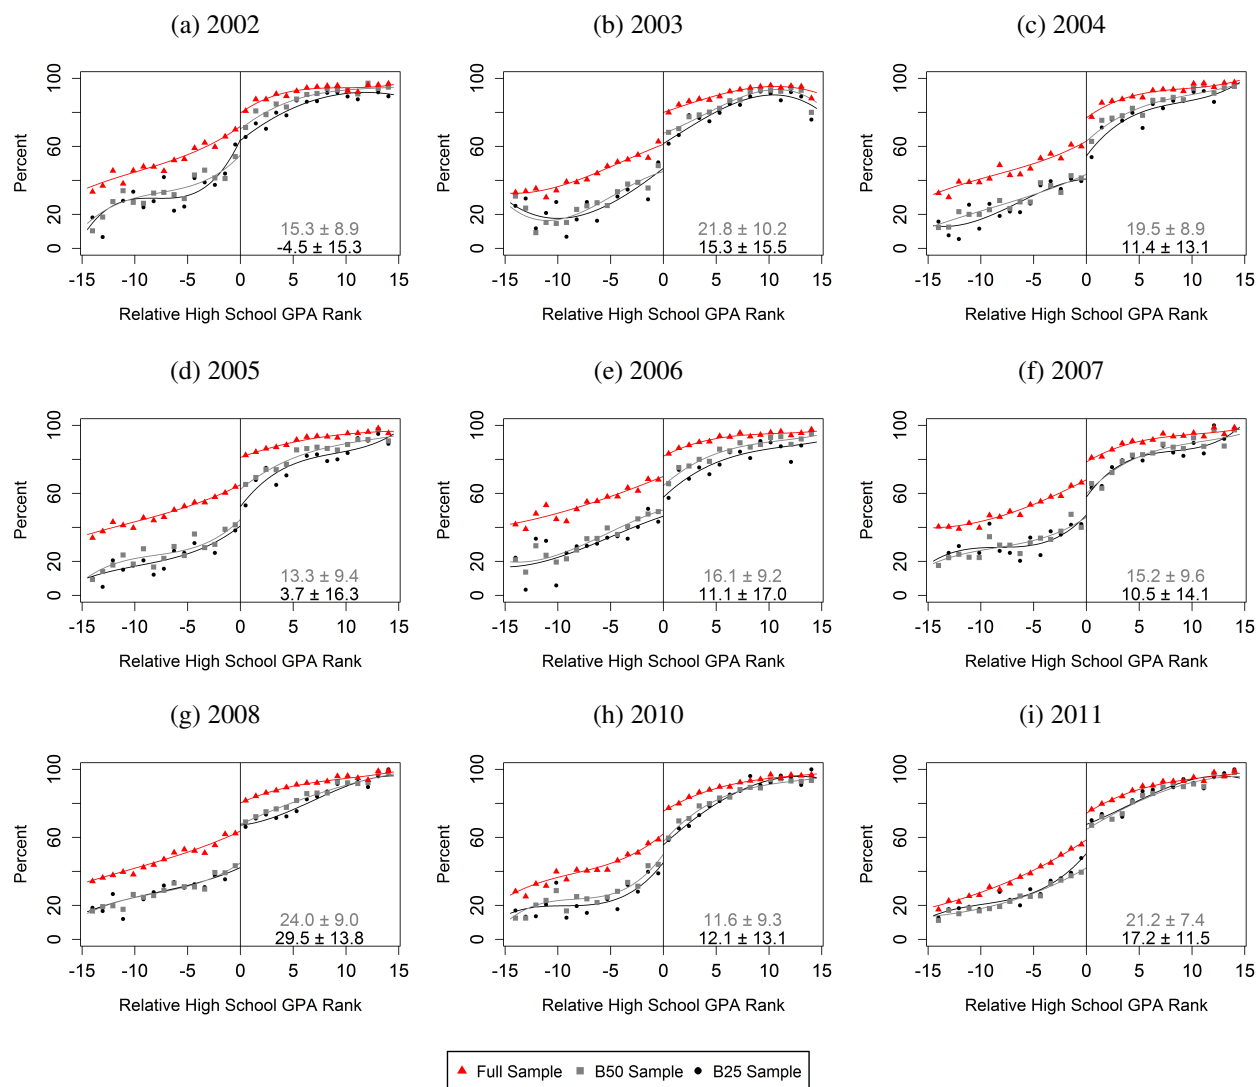 (a) 2002
(b) 2003
(c) 2004
Percent
0 20 60 100
15.3 ± 8.9
-4.5 ± 15.3
-15 -10 -5 0 5 10 15
Relative High School GPA Rank
Percent
0 20 60 100
21.8 ± 10.2
15.3 ± 15.5
-15 -10 -5 0 5 10 15
Relative High School GPA Rank
Percent
0 20 60 100
19.5 ± 8.9
11.4 ± 13.1
-15 -10 -5 0 5 10 15
Relative High School GPA Rank
(d) 2005
(e) 2006
(f) 2007
Percent
0 20 60 100
13.3 ± 9.4
3.7 ± 16.3
-15 -10 -5 0 5 10 15
Relative High School GPA Rank
Percent
0 20 60 100
16.1 ± 9.2
11.1 ± 17.0
-15 -10 -5 0 5 10 15
Relative High School GPA Rank
Percent
0 20 60 100
15.2 ± 9.6
10.5 ± 14.1
-15 -10 -5 0 5 10 15
Relative High School GPA Rank
(g) 2008
(h) 2010
(i) 2011
Percent
0 20 60 100
24.0 ± 9.0
29.5 ± 13.8
-15 -10 -5 0 5 10 15
Relative High School GPA Rank
Percent
0 20 60 100
11.6 ± 9.3
12.1 ± 13.1
-15 -10 -5 0 5 10 15
Relative High School GPA Rank
Percent
0 20 60 100
21.2 ± 7.4
17.2 ± 11.5
-15 -10 -5 0 5 10 15
Relative High School GPA Rank
Full Sample B50 Sample B25 Sample